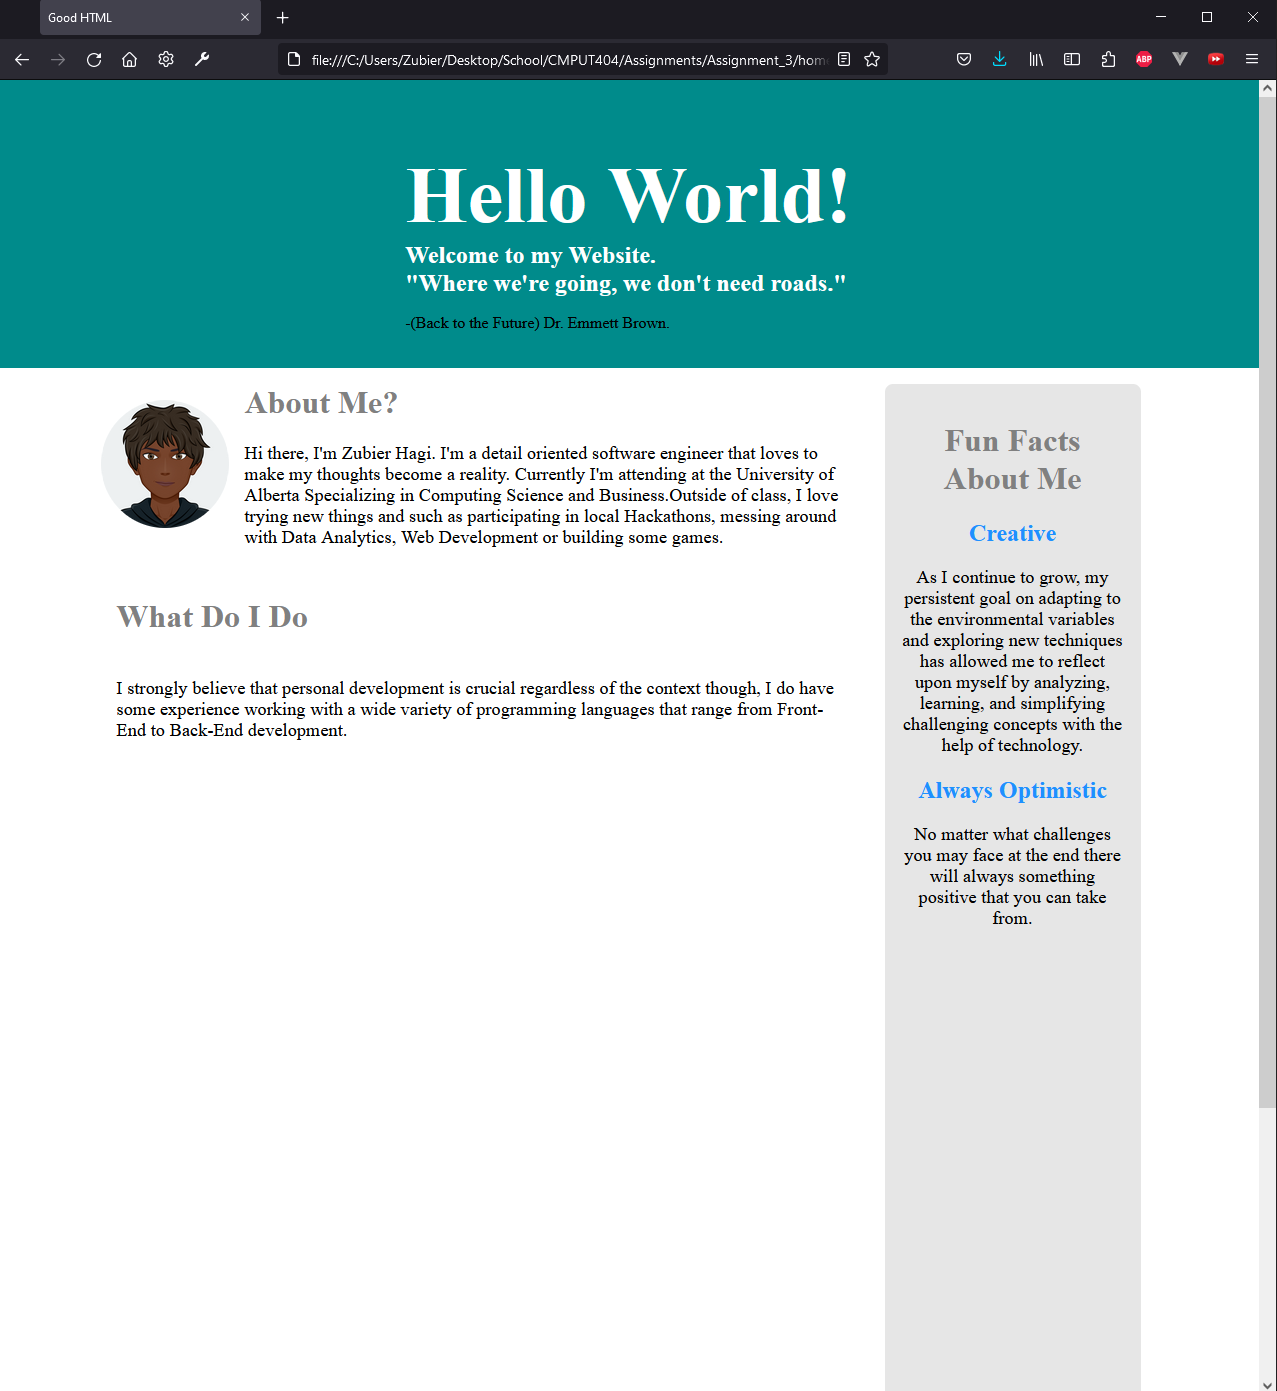 Good HTML
file:///C:/Users/Zubier/Desktop/School/CMPUT404/Assignments/Assignment_3/hom
ABP
Hello World!
Welcome to my Website.
"Where we're going, we don't need roads."
-(Back to the Future) Dr. Emmett Brown.
About Me?
Hi there, I'm Zubier Hagi. I'm a detail oriented software engineer that loves to
make my thoughts become a reality. Currently I'm attending at the University of
Alberta Specializing in Computing Science and Business.Outside of class, I love
trying new things and such as participating in local Hackathons, messing around
with Data Analytics, Web Development or building some games.
What Do I Do
I strongly believe that personal development is crucial regardless of the context though, I do have
some experience working with a wide variety of programming languages that range from Front-
End to Back-End development.
Fun Facts
About Me
Creative
As I continue to grow, my
persistent goal on adapting to
the environmental variables
and exploring new techniques
has allowed me to reflect
upon myself by analyzing,
learning, and simplifying
challenging concepts with the
help of technology.
Always Optimistic
No matter what challenges
you may face at the end there
will always something
positive that you can take
from.